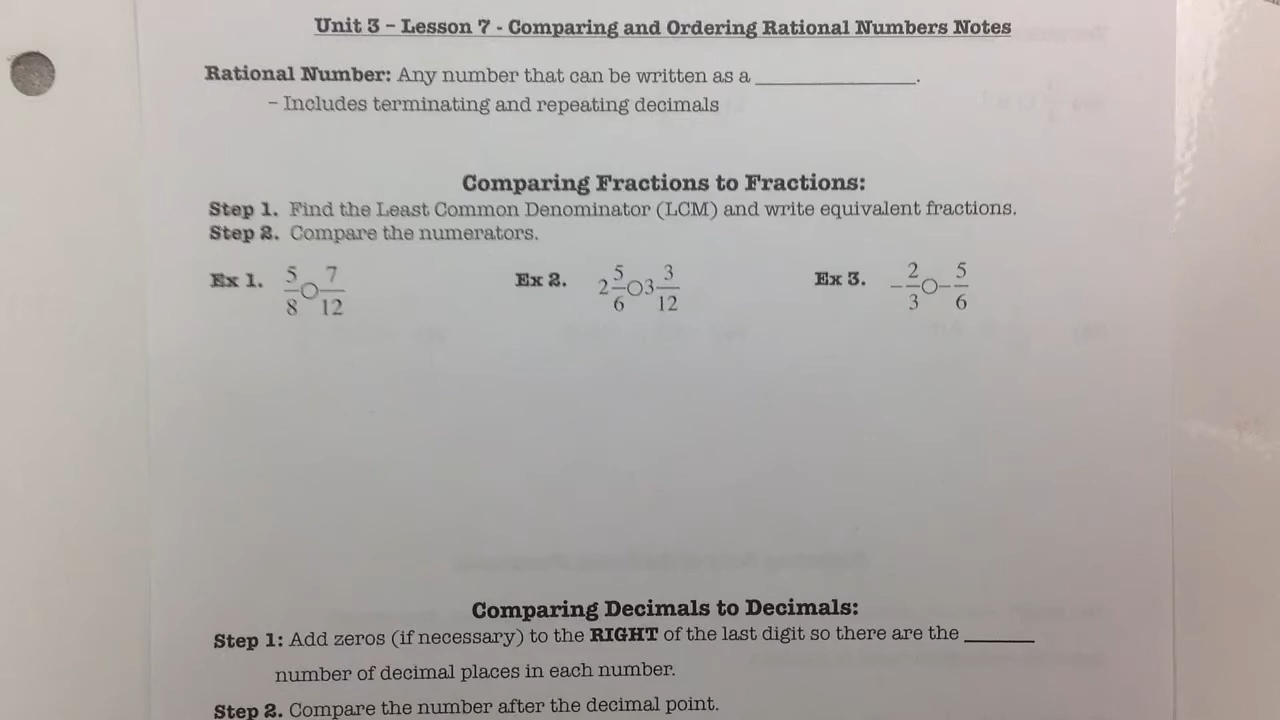 Unit 3 – Lesson 7 - Comparing and Ordering Rational Numbers Notes
Rational Number: Any number that can be written as a ______________.
– Includes terminating and repeating decimals
Comparing Fractions to Fractions:
Step 1. Find the Least Common Denominator (LCM) and write equivalent fractions.
Step 2. Compare the numerators.
Ex 1. 5/8 ○ 7/12 Ex 2. 2 5/6 ○ 3 3/12 Ex 3. -2/3 ○ -5/6
Comparing Decimals to Decimals:
Step 1: Add zeros (if necessary) to the RIGHT of the last digit so there are the ______
number of decimal places in each number.
Step 2. Compare the number after the decimal point.